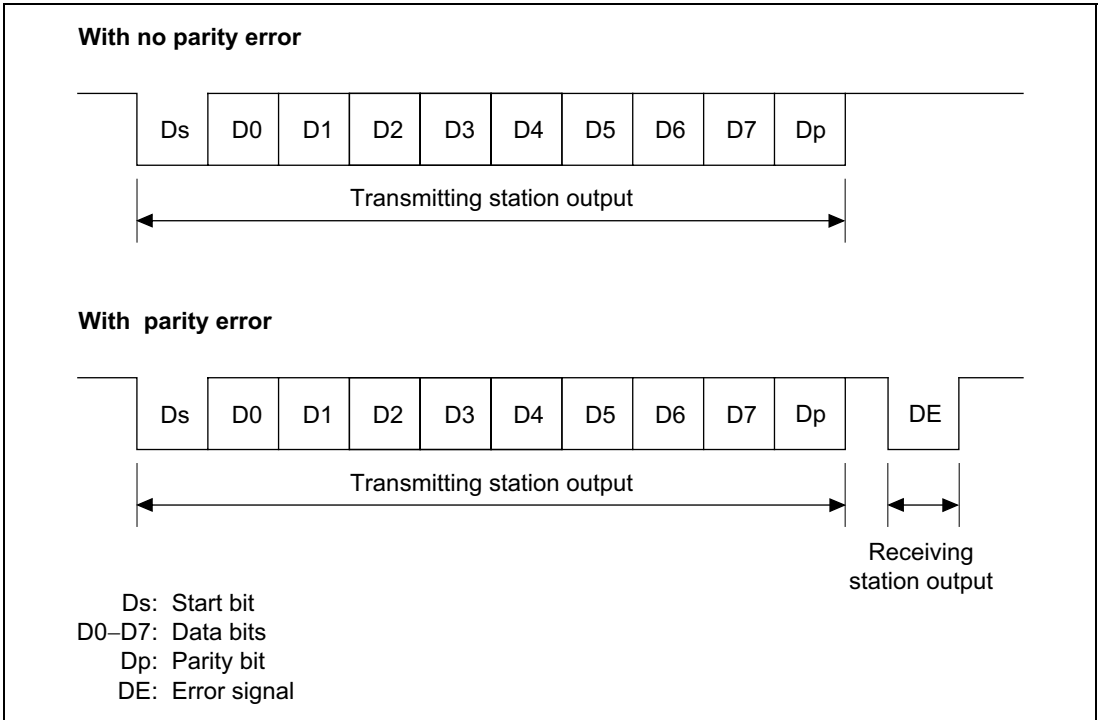 With no parity error
Ds D0 D1 D2 D3 D4 D5 D6 D7 Dp
Transmitting station output
With parity error
Ds D0 D1 D2 D3 D4 D5 D6 D7 Dp DE
Transmitting station output
Receiving
station output
Ds: Start bit
D0–D7: Data bits
Dp: Parity bit
DE: Error signal